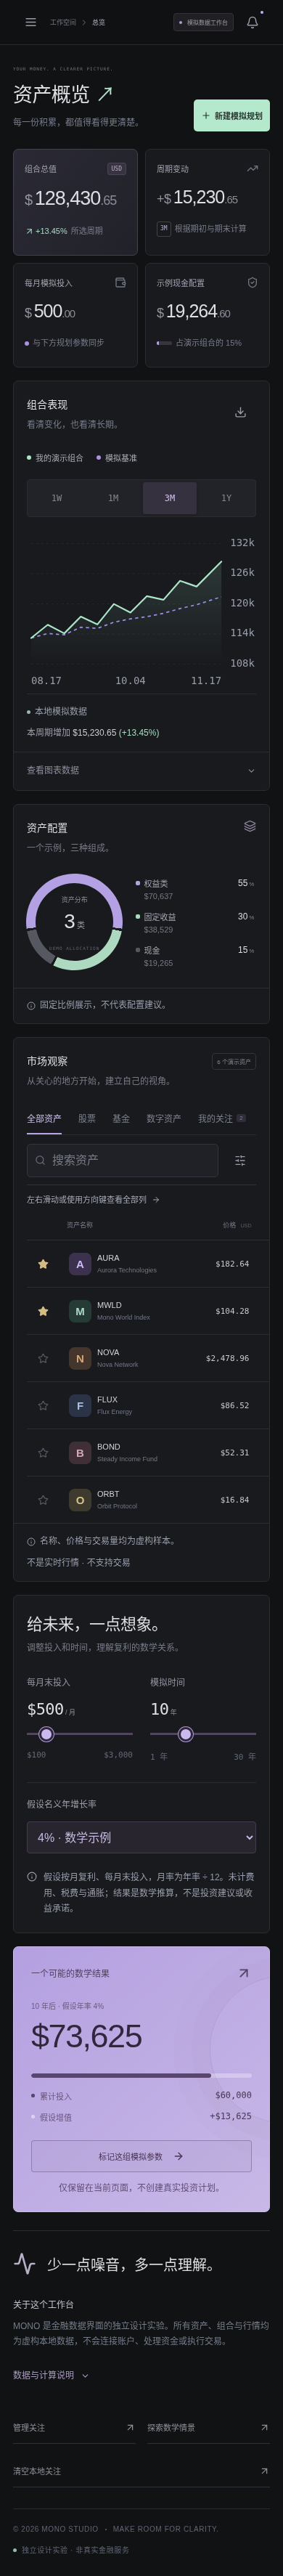 工作空间 > 总览
模拟数据工作台
YOUR MONEY. A CLEARER PICTURE.
资产概览 ↗
每一份积累，都值得看得更清楚。
+ 新建模拟规划
组合总值 USD
$128,430.65
↗ +13.45% 所选周期
周期变动
+$15,230.65
3M 根据期初与期末计算
每月模拟投入
$500.00
与下方规划参数同步
示例现金配置
$19,264.60
占演示组合的 15%
组合表现
看清变化，也看清长期。
我的演示组合 模拟基准
1W 1M 3M 1Y
132k
126k
120k
114k
108k
08.17 10.04 11.17
本地模拟数据
本周期增加 $15,230.65 (+13.45%)
查看图表数据
资产配置
一个示例，三种组成。
资产分布
3类
MONO ALLOCATION
权益类 55%
$70,637
固定收益 30%
$38,529
现金 15%
$19,265
固定比例展示，不代表配置建议。
市场观察
6 个演示资产
从关心的地方开始，建立自己的视角。
全部资产 股票 基金 数字资产 我的关注 2
搜索资产
左右滑动或使用方向键查看全部列 →
资产名称 价格 USD
A AURA $182.64
Aurora Technologies
M MWLD $104.28
Mono World Index
N NOVA $2,478.96
Nova Network
F FLUX $86.52
Flux Energy
B BOND $52.31
Steady Income Fund
O ORBT $16.84
Orbit Protocol
名称、价格与交易量均为虚构样本。
不是实时行情 · 不支持交易
给未来，一点想象。
调整投入和时间，理解复利的数学关系。
每月末投入
$500 / 月
$100 $3,000
模拟时间
10 年
1 年 30 年
假设名义年增长率
4% · 数学示例
假设按月复利、每月末投入，月率为年率 ÷ 12。未计费
用、税费与通胀；结果是数学推算，不是投资建议或收
益承诺。
一个可能的数学结果
10 年后 · 假设年率 4%
$73,625
累计投入 $60,000
假设增值 +$13,625
标记这组模拟参数 →
仅保留在当前页面，不创建真实投资计划。
少一点噪音，多一点理解。
关于这个工作台
MONO 是金融数据界面的独立设计实验。所有资产、组合与行情均
为虚构本地数据，不会连接账户、处理资金或执行交易。
数据与计算说明
管理关注 ↗
探索数学情景 ↗
清空本地关注 ↗
© 2026 MONO STUDIO · MAKE ROOM FOR CLARITY.
独立设计实验 · 非真实金融服务